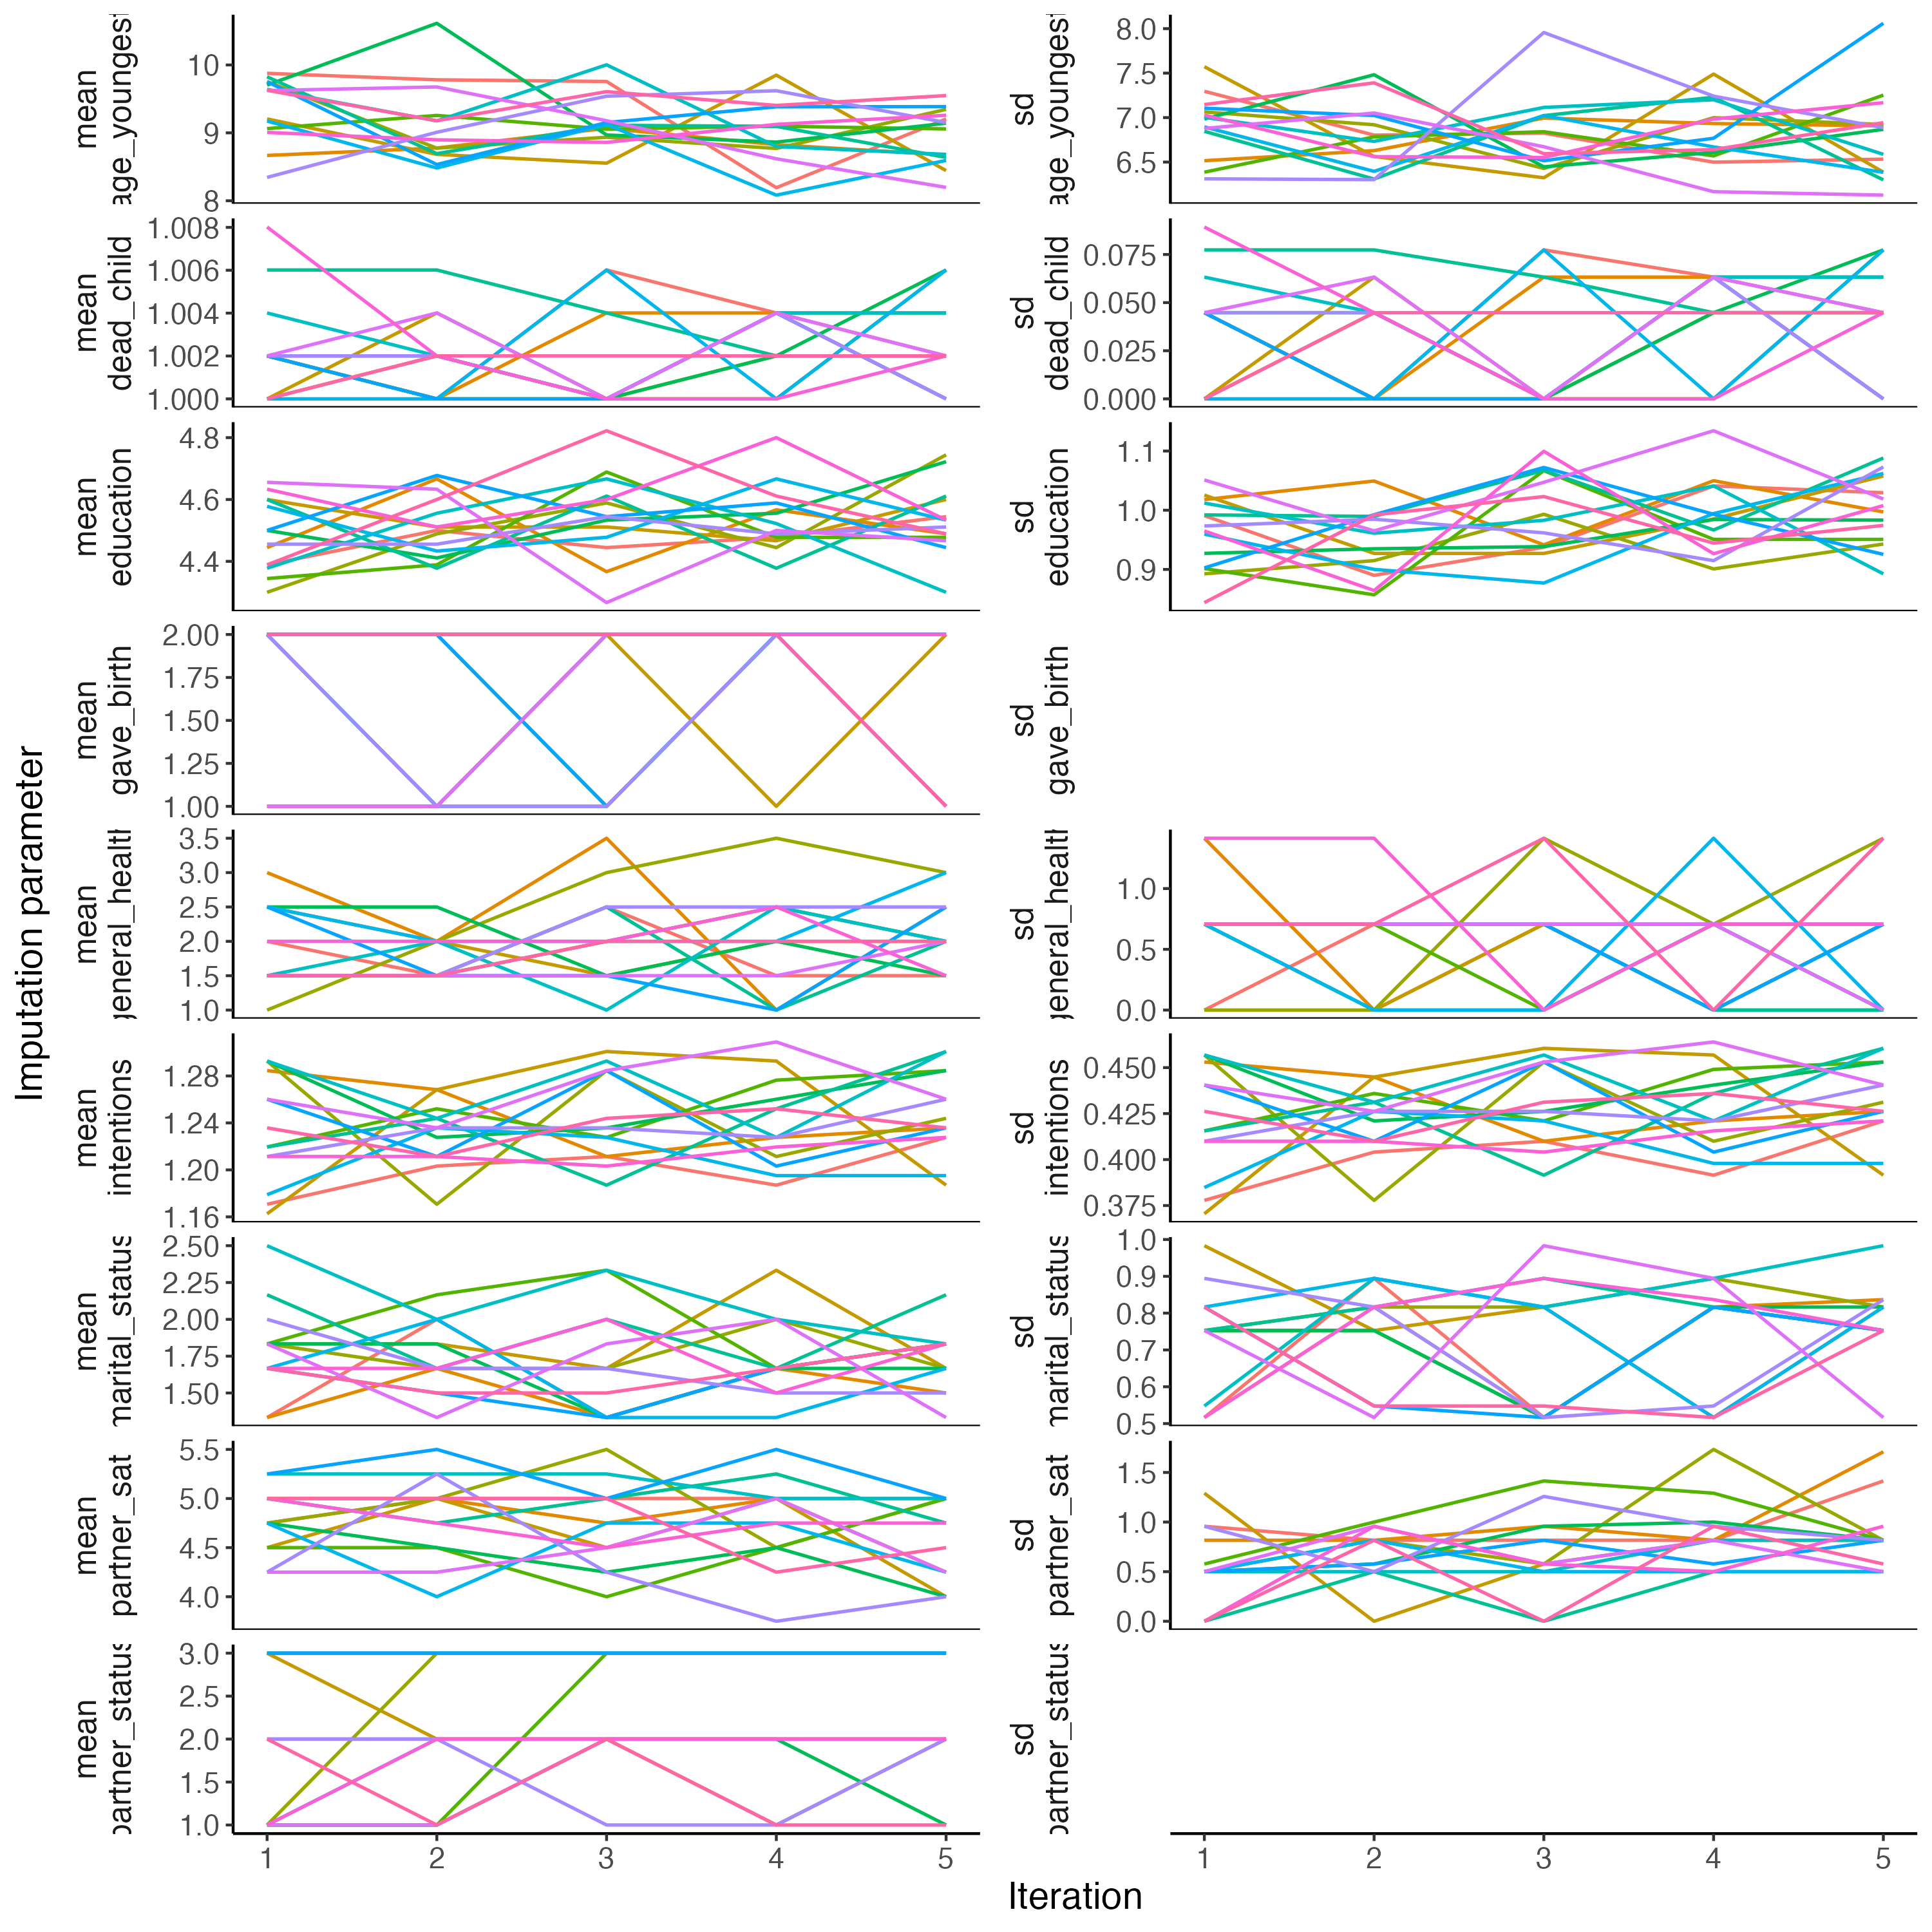 mean
age_youngest
10
9
8
sd
age_youngest
8.0
7.5
7.0
6.5
mean
dead_child
1.008
1.006
1.004
1.002
1.000
sd
dead_child
0.075
0.050
0.025
0.000
mean
education
4.8
4.6
4.4
sd
education
1.1
1.0
0.9
mean
gave_birth
2.00
1.75
1.50
1.25
1.00
sd
gave_birth
mean
general_health
3.5
3.0
2.5
2.0
1.5
1.0
sd
general_health
1.0
0.5
0.0
mean
intentions
1.28
1.24
1.20
1.16
sd
intentions
0.450
0.425
0.400
0.375
mean
marital_status
2.50
2.25
2.00
1.75
1.50
sd
marital_status
1.0
0.9
0.8
0.7
0.6
0.5
mean
partner_sat
5.5
5.0
4.5
4.0
sd
partner_sat
1.5
1.0
0.5
0.0
mean
partner_status
3.0
2.5
2.0
1.5
1.0
sd
partner_status
1 2 3 4 5
1 2 3 4 5
Iteration
Imputation parameter